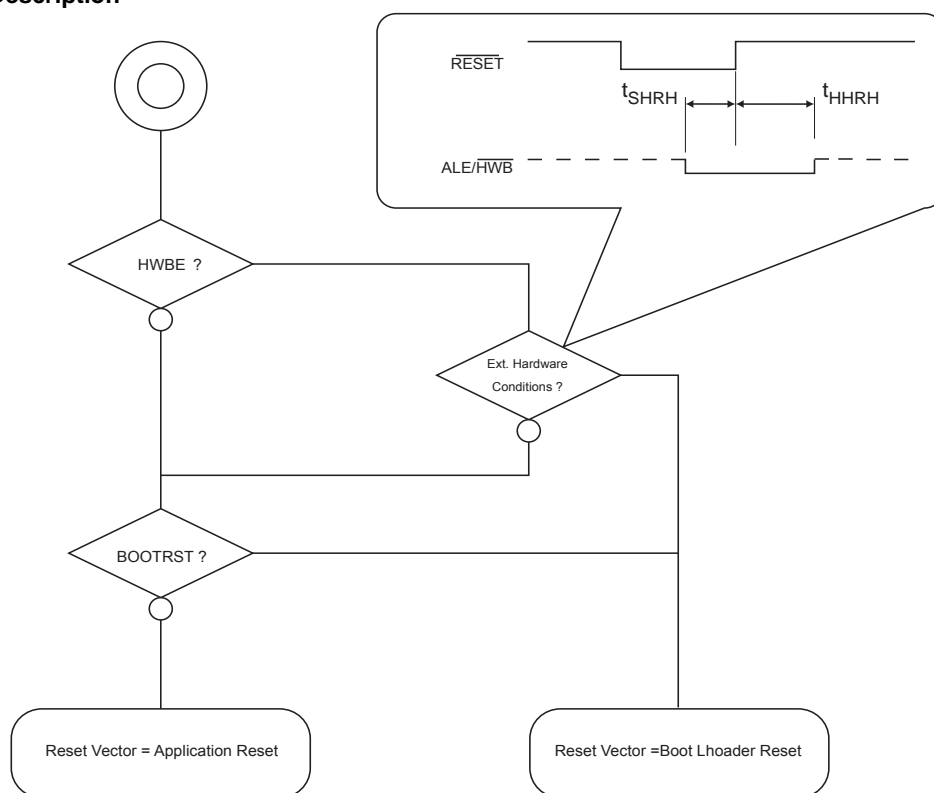 RESET
tSHRH
tHHRH
ALE/HWB
HWBE ?
Ext. Hardware
Conditions ?
BOOTRST ?
Reset Vector = Application Reset
Reset Vector =Boot Lhoader Reset